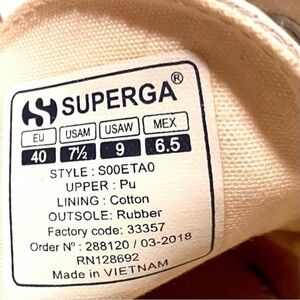 SUPERGA®
EU USAM USAW MEX
40 7½ 9 6.5
STYLE : S00ETA0
UPPER : Pu
LINING : Cotton
OUTSOLE: Rubber
Factory code: 33357
Order Nº : 288120 / 03-2018
RN128692
Made in VIETNAM